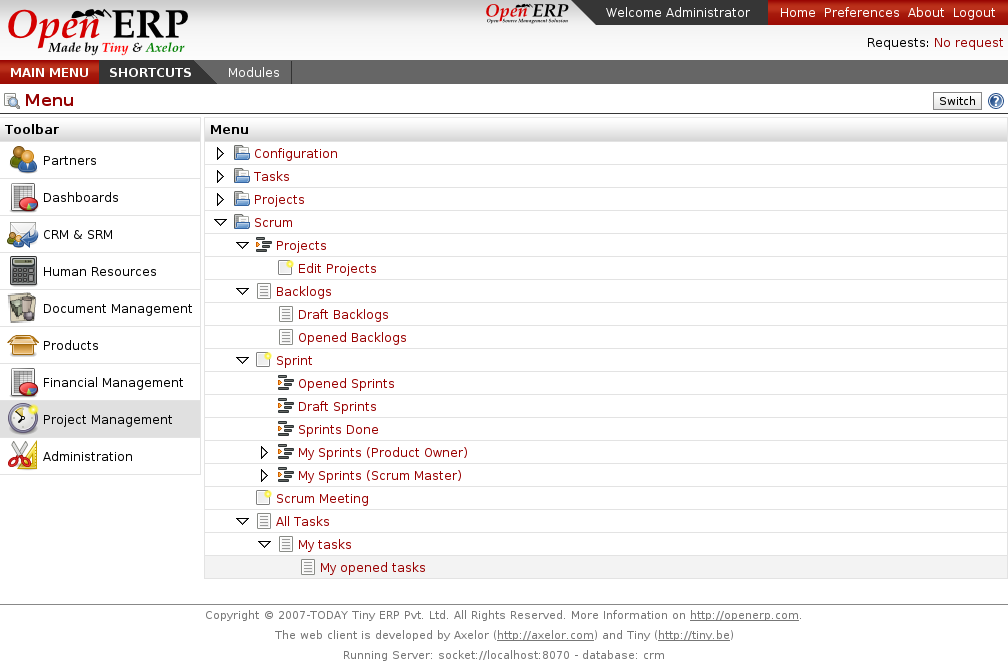 Open ERP
Made by Tiny & Axelor
Open ERP
Open Source Management Solution
Welcome Administrator
Home Preferences About Logout
Requests: No request
MAIN MENU SHORTCUTS Modules
Menu
Switch
?
Toolbar
Partners
Dashboards
CRM & SRM
Human Resources
Document Management
Products
Financial Management
Project Management
Administration
Menu
Configuration
Tasks
Projects
Scrum
Projects
Edit Projects
Backlogs
Draft Backlogs
Opened Backlogs
Sprint
Opened Sprints
Draft Sprints
Sprints Done
My Sprints (Product Owner)
My Sprints (Scrum Master)
Scrum Meeting
All Tasks
My tasks
My opened tasks
Copyright © 2007-TODAY Tiny ERP Pvt. Ltd. All Rights Reserved. More Information on http://openerp.com.
The web client is developed by Axelor (http://axelor.com) and Tiny (http://tiny.be)
Running Server: socket://localhost:8070 - database: crm